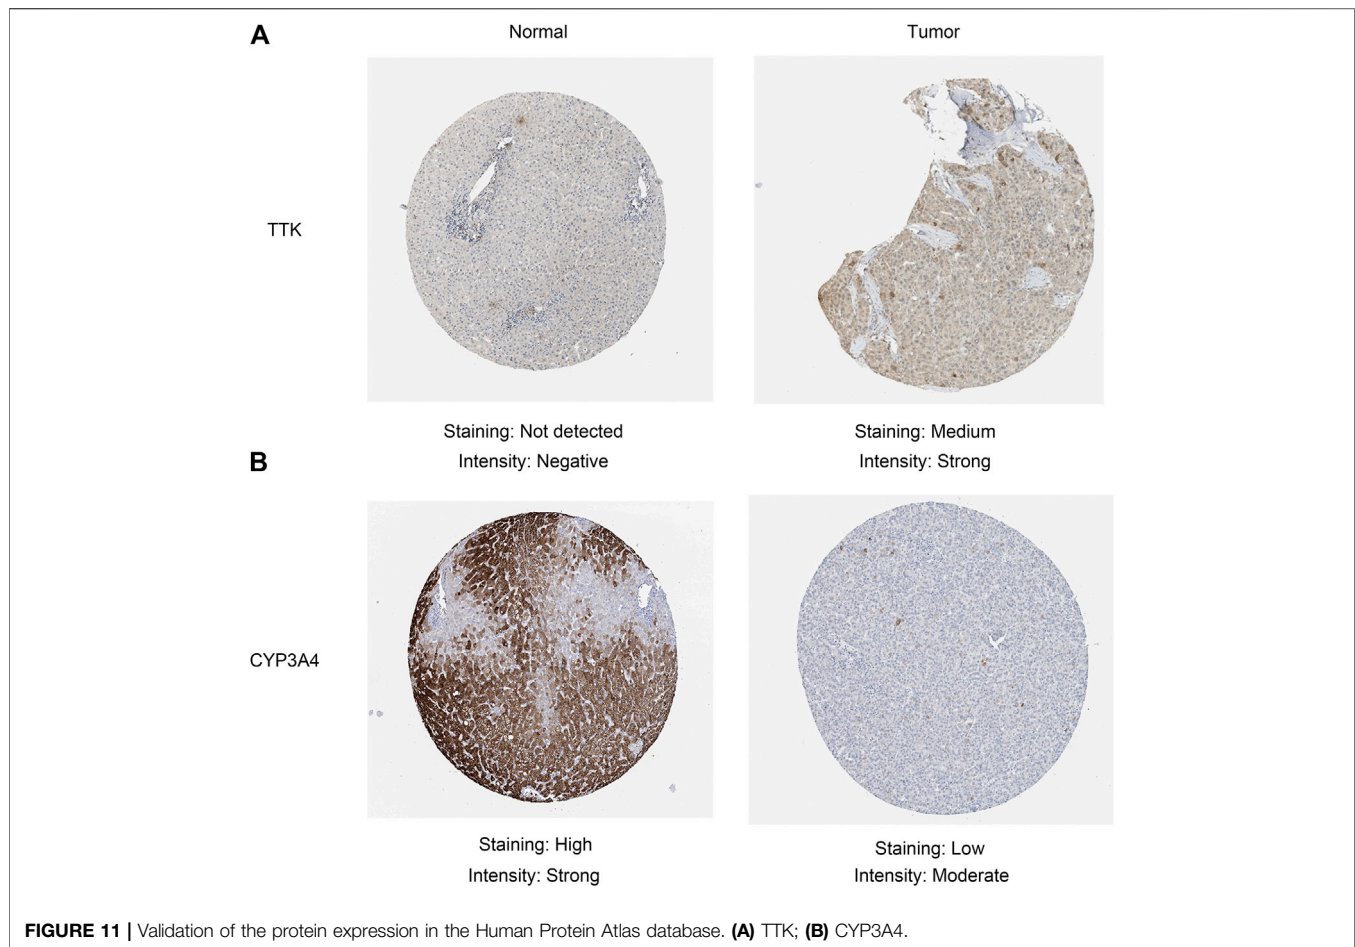 A
Normal
Tumor
TTK
Staining: Not detected
Intensity: Negative
Staining: Medium
Intensity: Strong
B
CYP3A4
Staining: High
Intensity: Strong
Staining: Low
Intensity: Moderate
FIGURE 11 | Validation of the protein expression in the Human Protein Atlas database. (A) TTK; (B) CYP3A4.